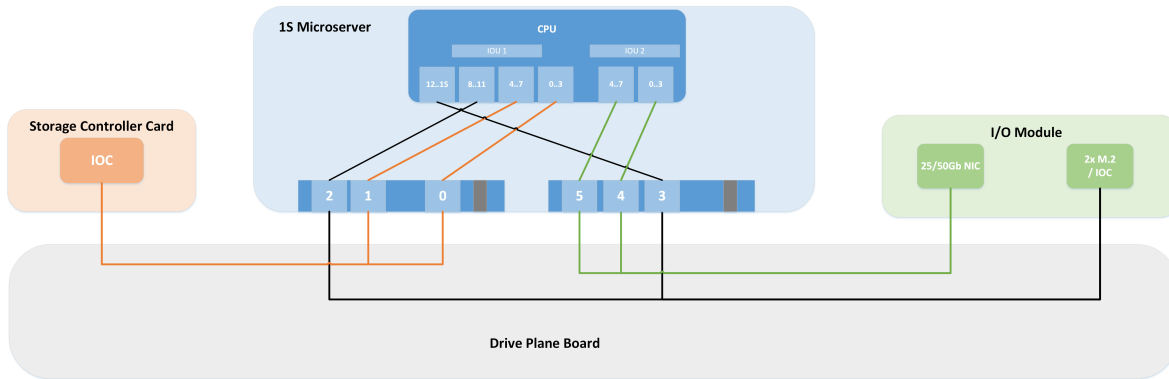 1S Microserver
CPU
IOU 1
IOU 2
12..15
8..11
4..7
0..3
4..7
0..3
Storage Controller Card
IOC
I/O Module
25/50Gb NIC
2x M.2
/ IOC
2
1
0
5
4
3
Drive Plane Board